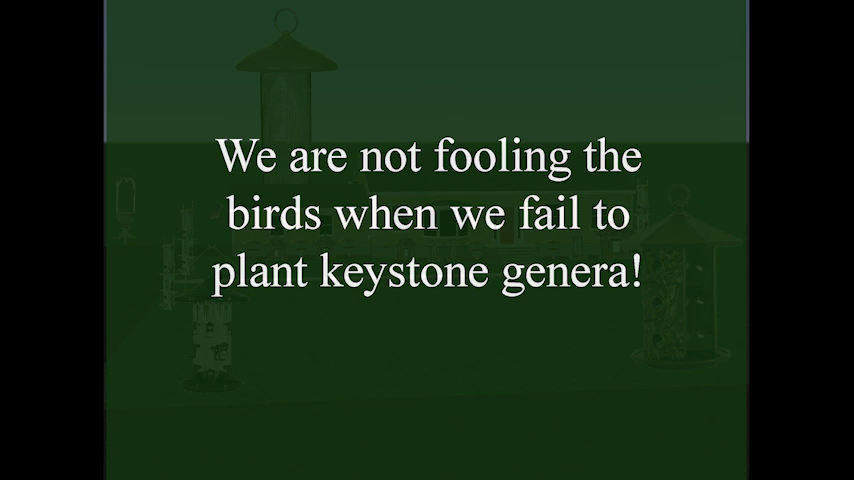 We are not fooling the
birds when we fail to
plant keystone genera!